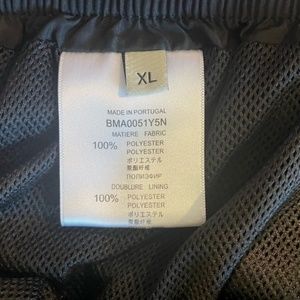 XL
MADE IN PORTUGAL
BMA0051Y5N
MATIERE FABRIC
100% POLYESTER
POLYESTER
ポリエステル
聚酯纤维
ПОЛИЭФИР
DOUBLURE LINING
100% POLYESTER
POLYESTER
ポリエステル
聚酯纤维